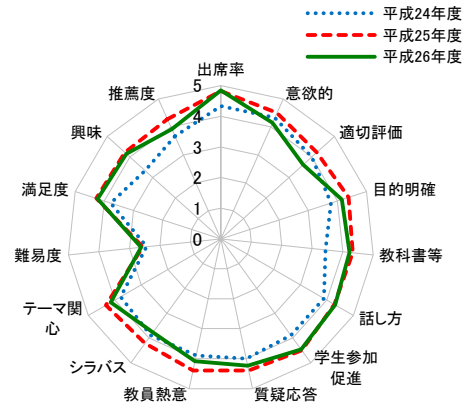 平成24年度
平成25年度
平成26年度
出席率
意欲的
適切評価
目的明確
教科書等
話し方
学生参加
促進
質疑応答
教員熱意
シラバス
テーマ関
心
難易度
満足度
興味
推薦度
5
4
3
2
1
0